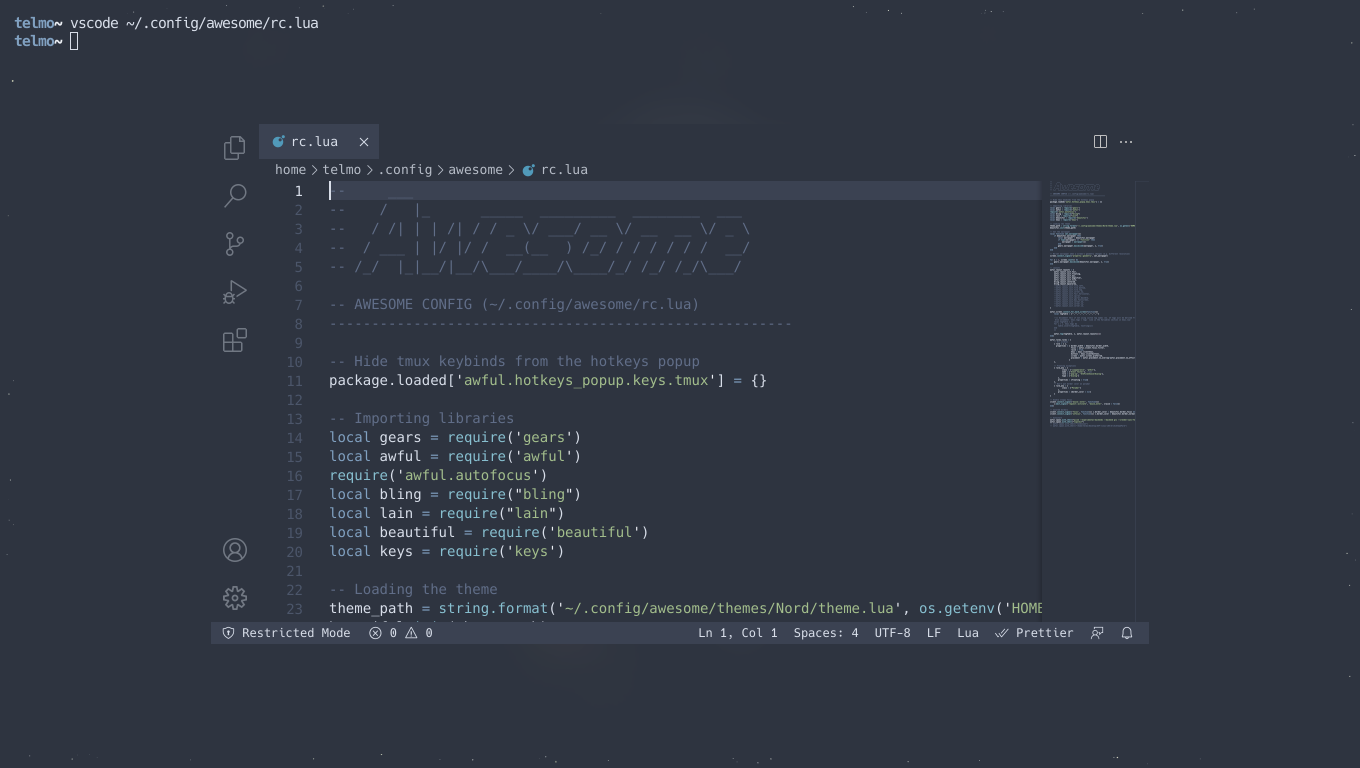 telmo~ vscode ~/.config/awesome/rc.lua
telmo~
rc.lua
home > telmo > .config > awesome > rc.lua
1 --     ___
2 --    /   |_      _____  _________  ________  ___
3 --   / /| | | /| / / _ \/ ___/ __ \/ __  __ \/ _ \
4 --  / ___ | |/ |/ /  __(__  ) /_/ / / / / / /  __/
5 -- /_/  |_|__/|__/\___/____/\____/_/ /_/ /_/\___/
6
7 -- AWESOME CONFIG (~/.config/awesome/rc.lua)
8 -------------------------------------------------------
9
10 -- Hide tmux keybinds from the hotkeys popup
11 package.loaded['awful.hotkeys_popup.keys.tmux'] = {}
12
13 -- Importing libraries
14 local gears = require('gears')
15 local awful = require('awful')
16 require('awful.autofocus')
17 local bling = require("bling")
18 local lain = require("lain")
19 local beautiful = require('beautiful')
20 local keys = require('keys')
21
22 -- Loading the theme
23 theme_path = string.format('~/.config/awesome/themes/Nord/theme.lua', os.getenv('HOME
Restricted Mode 0 0 Ln 1, Col 1 Spaces: 4 UTF-8 LF Lua Prettier